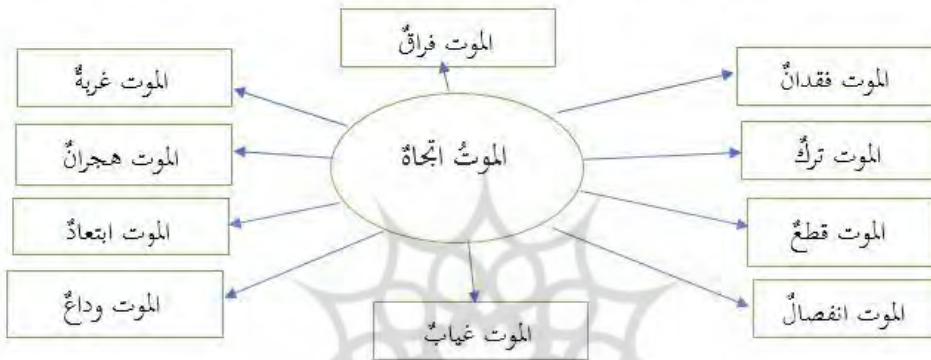 الموت فراقٌ
الموت فقدانٌ
الموت غربةٌ
الموت تركٌ
الموتُ اتجاهٌ
الموت هجرانٌ
الموت قطعٌ
الموت ابتعادٌ
الموت انفصالٌ
الموت وداعٌ
الموت غيابٌ